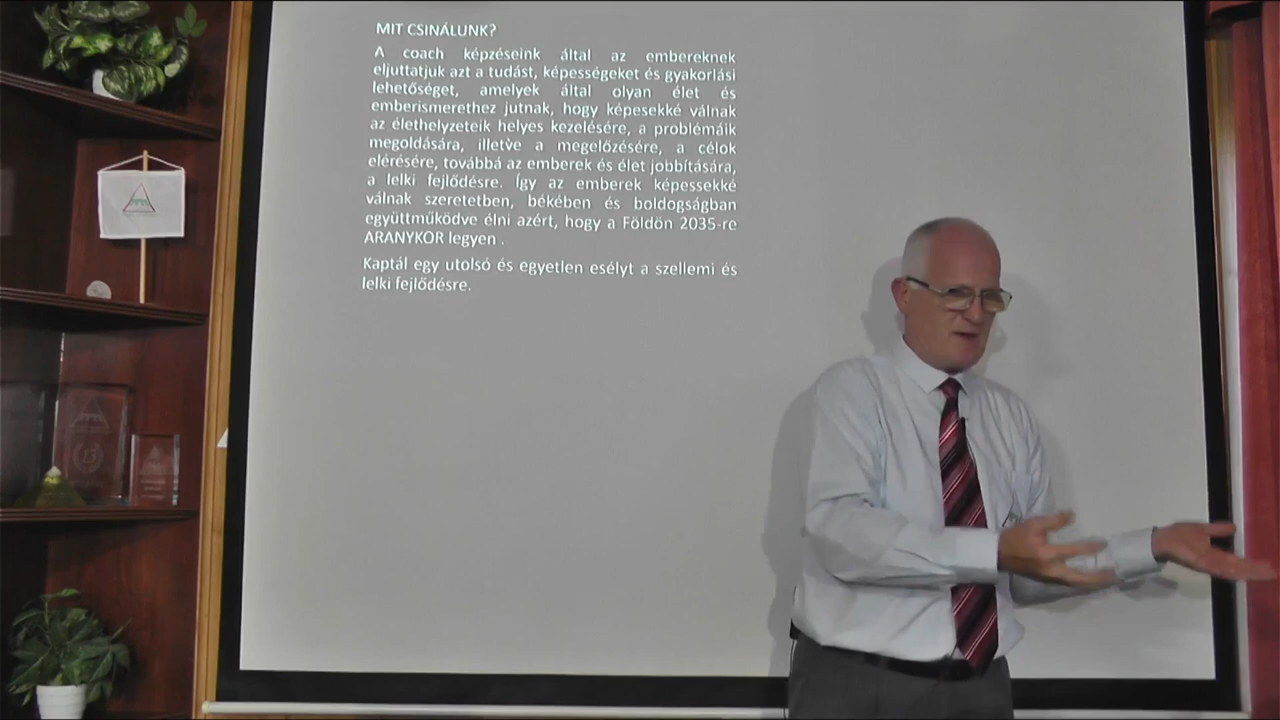 MIT CSINÁLUNK?
A coach képzéseink által az embereknek
eljuttatjuk azt a tudást, képességeket és gyakorlási
lehetőséget, amelyek által olyan élet és
emberismerethez jutnak, hogy képesekké válnak
az élethelyzeteik helyes kezelésére, a problémáik
megoldására, illetve a megelőzésére, a célok
elérésére, továbbá az emberek és élet jobbítására,
a lelki fejlődésre. Így az emberek képessekké
válnak szeretetben, békében és boldogságban
együttműködve élni azért, hogy a Földön 2035-re
ARANYKOR legyen .
Kaptál egy utolsó és egyetlen esélyt a szellemi és
lelki fejlődésre.